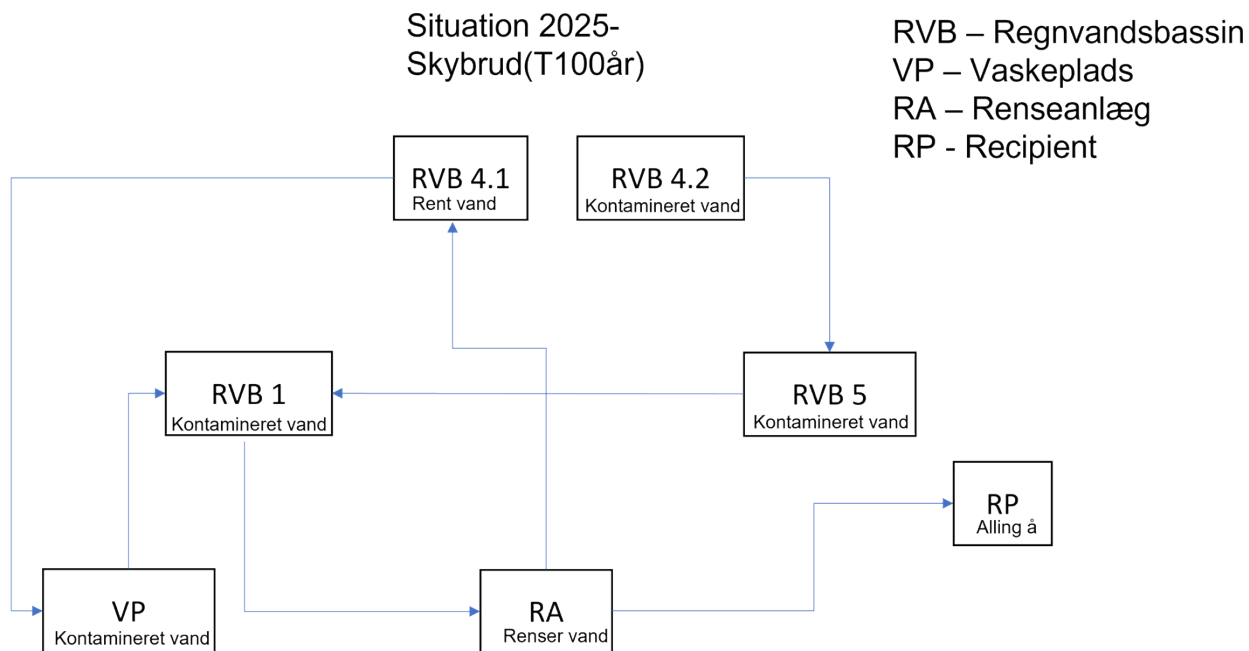 Situation 2025-
Skybrud(T100år)
RVB – Regnvandsbassin
VP – Vaskeplads
RA – Renseanlæg
RP - Recipient
RVB 4.1
Rent vand
RVB 4.2
Kontamineret vand
RVB 1
Kontamineret vand
RVB 5
Kontamineret vand
RP
Alling å
VP
Kontamineret vand
RA
Renser vand